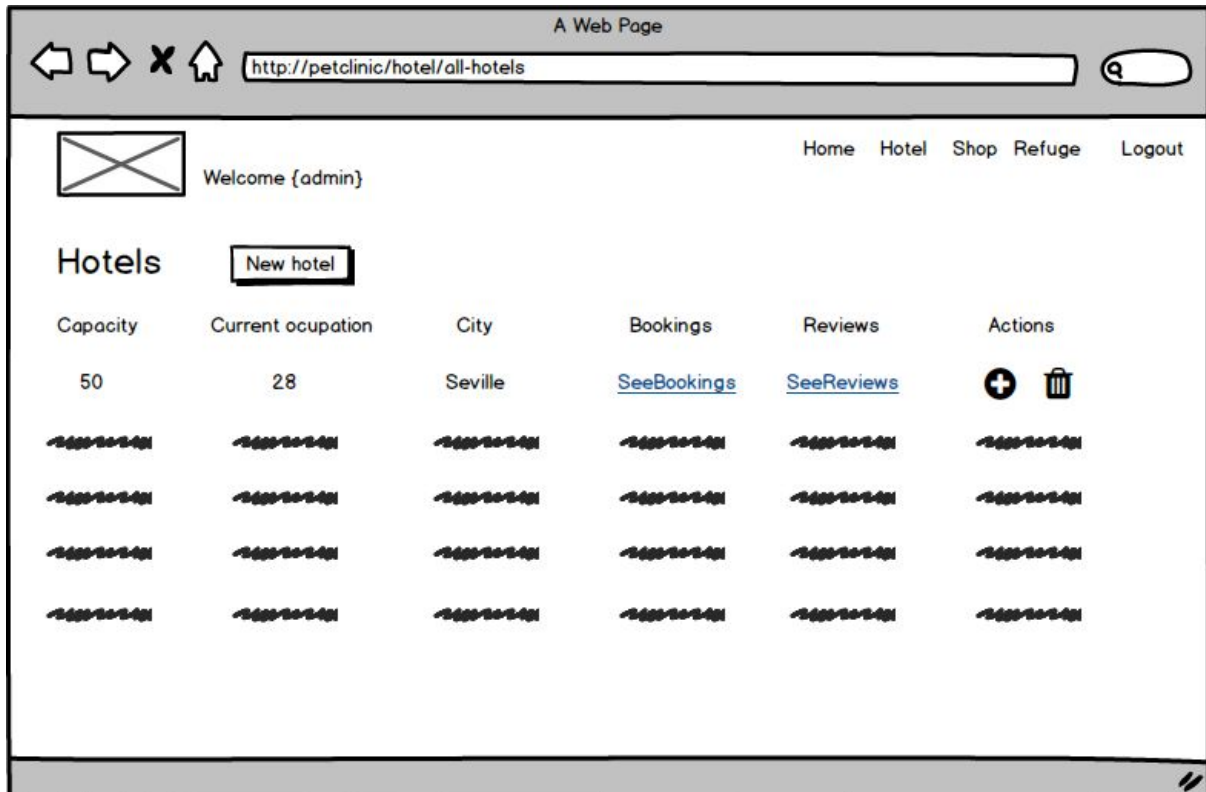 A Web Page
http://petclinic/hotel/all-hotels
Home Hotel Shop Refuge Logout
Welcome {admin}
Hotels New hotel
Capacity Current ocupation City Bookings Reviews Actions
50 28 Seville SeeBookings SeeReviews